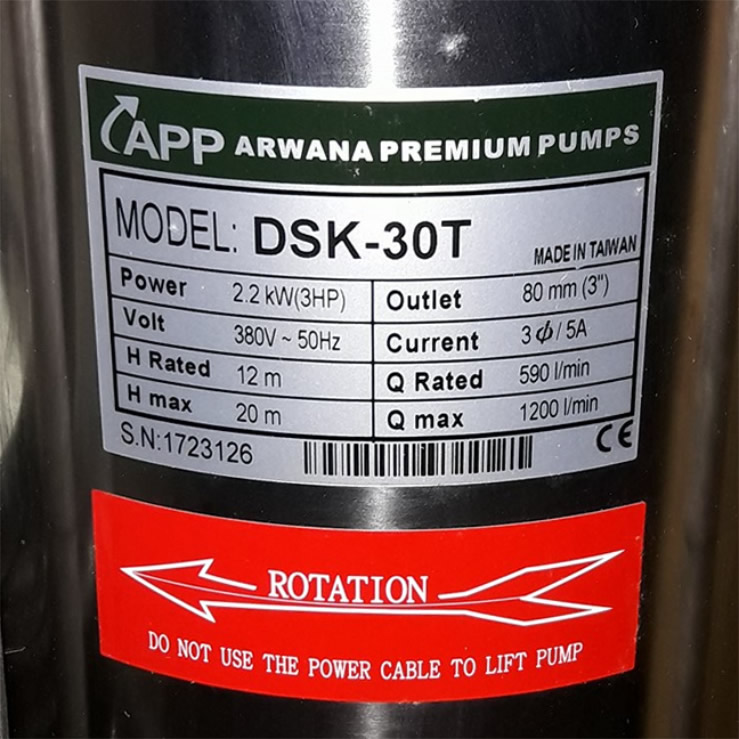 APP ARWANA PREMIUM PUMPS
MODEL: DSK-30T
MADE IN TAIWAN
Power 2.2 kW(3HP) Outlet 80 mm (3")
Volt 380V ~ 50Hz Current 3 ϕ / 5A
H Rated 12 m Q Rated 590 l/min
H max 20 m Q max 1200 l/min
S.N:1723126 CE
ROTATION
DO NOT USE THE POWER CABLE TO LIFT PUMP